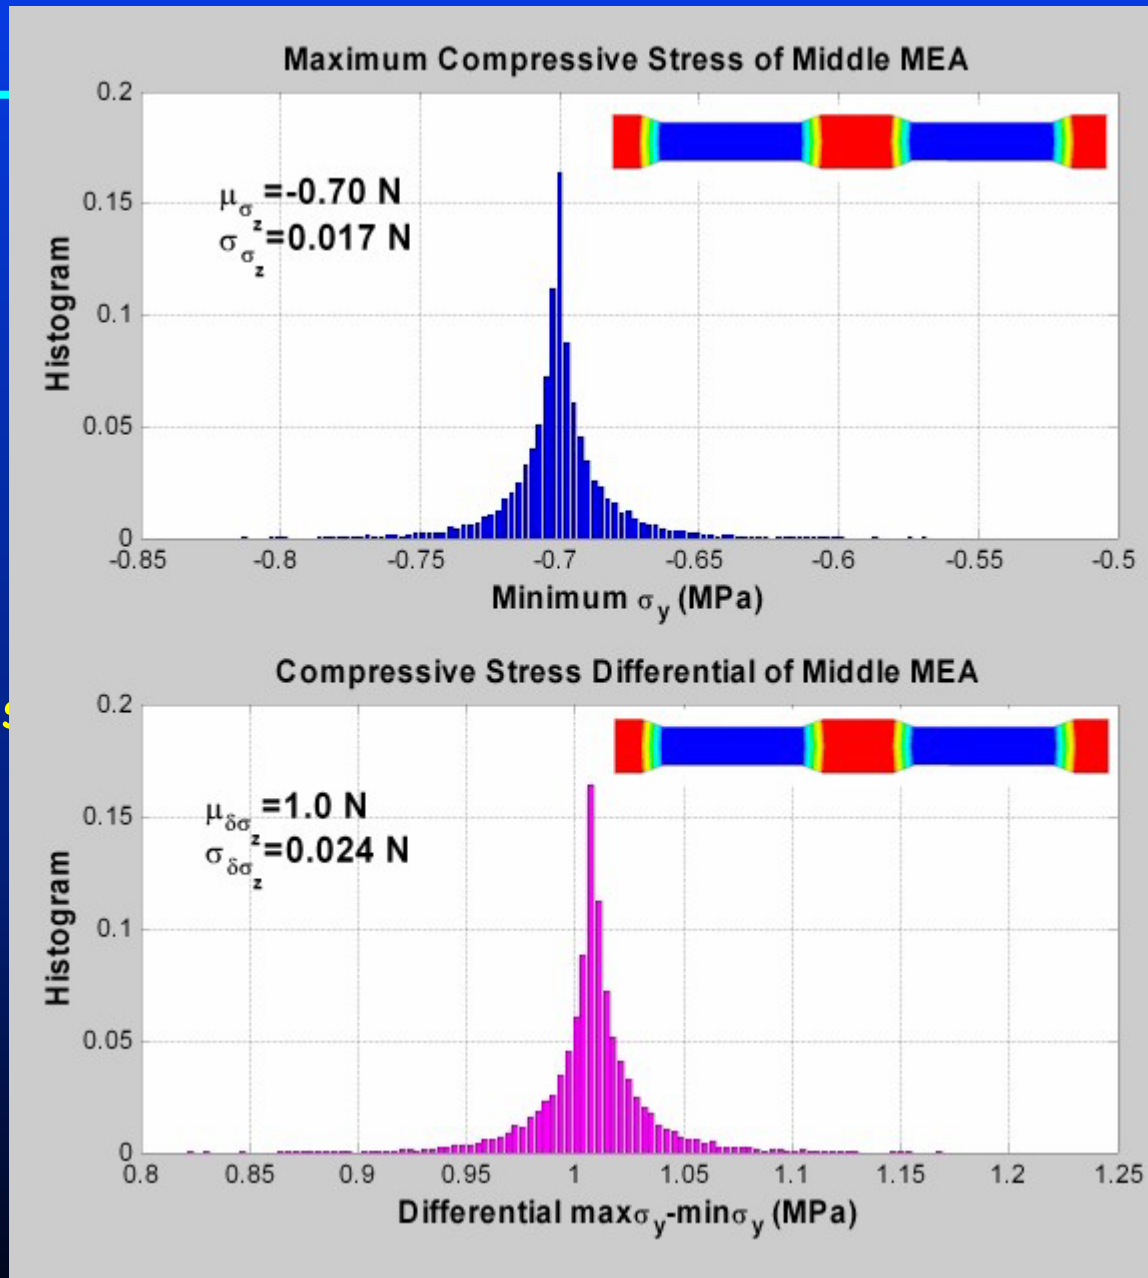 Maximum Compressive Stress of Middle MEA
0.2
0.15
0.1
0.05
0
Histogram
μσz=-0.70 N
σσz=0.017 N
-0.85 -0.8 -0.75 -0.7 -0.65 -0.6 -0.55 -0.5
Minimum σy (MPa)
Compressive Stress Differential of Middle MEA
0.2
0.15
0.1
0.05
0
Histogram
μδσz=1.0 N
σδσz=0.024 N
0.8 0.85 0.9 0.95 1 1.05 1.1 1.15 1.2 1.25
Differential maxσy-minσy (MPa)